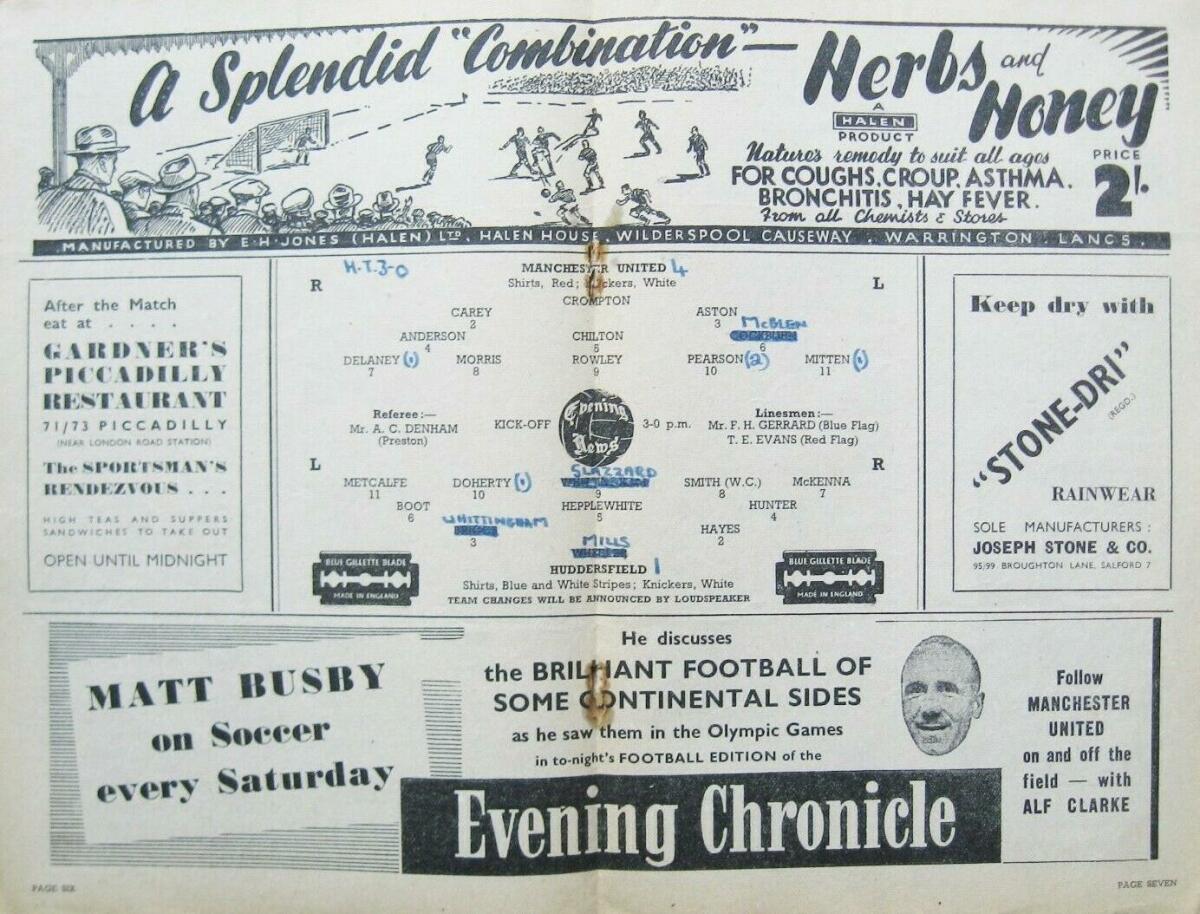 A Splendid "Combination" —
Herbs and Honey
A
HALEN
PRODUCT
Nature's remedy to suit all ages
FOR COUGHS, CROUP, ASTHMA,
BRONCHITIS, HAY FEVER.
From all Chemists & Stores
PRICE
2/-
MANUFACTURED BY E·H·JONES (HALEN) LTD. HALEN HOUSE. WILDERSPOOL CAUSEWAY. WARRINGTON. LANCS.
After the Match
eat at . . . .
GARDNER'S
PICCADILLY
RESTAURANT
71/73 PICCADILLY
(NEAR LONDON ROAD STATION)
The SPORTSMAN'S
RENDEZVOUS . . .
HIGH TEAS AND SUPPERS
SANDWICHES TO TAKE OUT
OPEN UNTIL MIDNIGHT
H.T. 3-0
MANCHESTER UNITED 4
Shirts, Red; Knickers, White
R L
CROMPTON
CAREY ASTON
2 3 McGLEN
ANDERSON CHILTON COCKBURN
4 5 6
DELANEY (1) MORRIS ROWLEY PEARSON (2) MITTEN (1)
7 8 9 10 11
Referee:— Linesmen:—
Mr. A. C. DENHAM KICK-OFF Evening News 3-0 p.m. Mr. F. H. GERRARD (Blue Flag)
(Preston) T. E. EVANS (Red Flag)
L R
GLAZZARD
METCALFE DOHERTY (1) SMITH (W.C.) McKENNA
11 10 9 8 7
BOOT HEPPLEWHITE HUNTER
6 5 4
WHITTINGHAM HAYES
BRIGGS
3 2
MILLS
WHEELER
HUDDERSFIELD 1
Shirts, Blue and White Stripes; Knickers, White
TEAM CHANGES WILL BE ANNOUNCED BY LOUDSPEAKER
BLUE GILLETTE BLADE
MADE IN ENGLAND
BLUE GILLETTE BLADE
MADE IN ENGLAND
Keep dry with
"STONE-DRI"
(REGD.)
RAINWEAR
SOLE MANUFACTURERS:
JOSEPH STONE & CO.
95/99 BROUGHTON LANE, SALFORD 7
MATT BUSBY
on Soccer
every Saturday
He discusses
the BRILLIANT FOOTBALL OF
SOME CONTINENTAL SIDES
as he saw them in the Olympic Games
in to-night's FOOTBALL EDITION of the
Evening Chronicle
Follow
MANCHESTER
UNITED
on and off the
field — with
ALF CLARKE
PAGE SIX
PAGE SEVEN